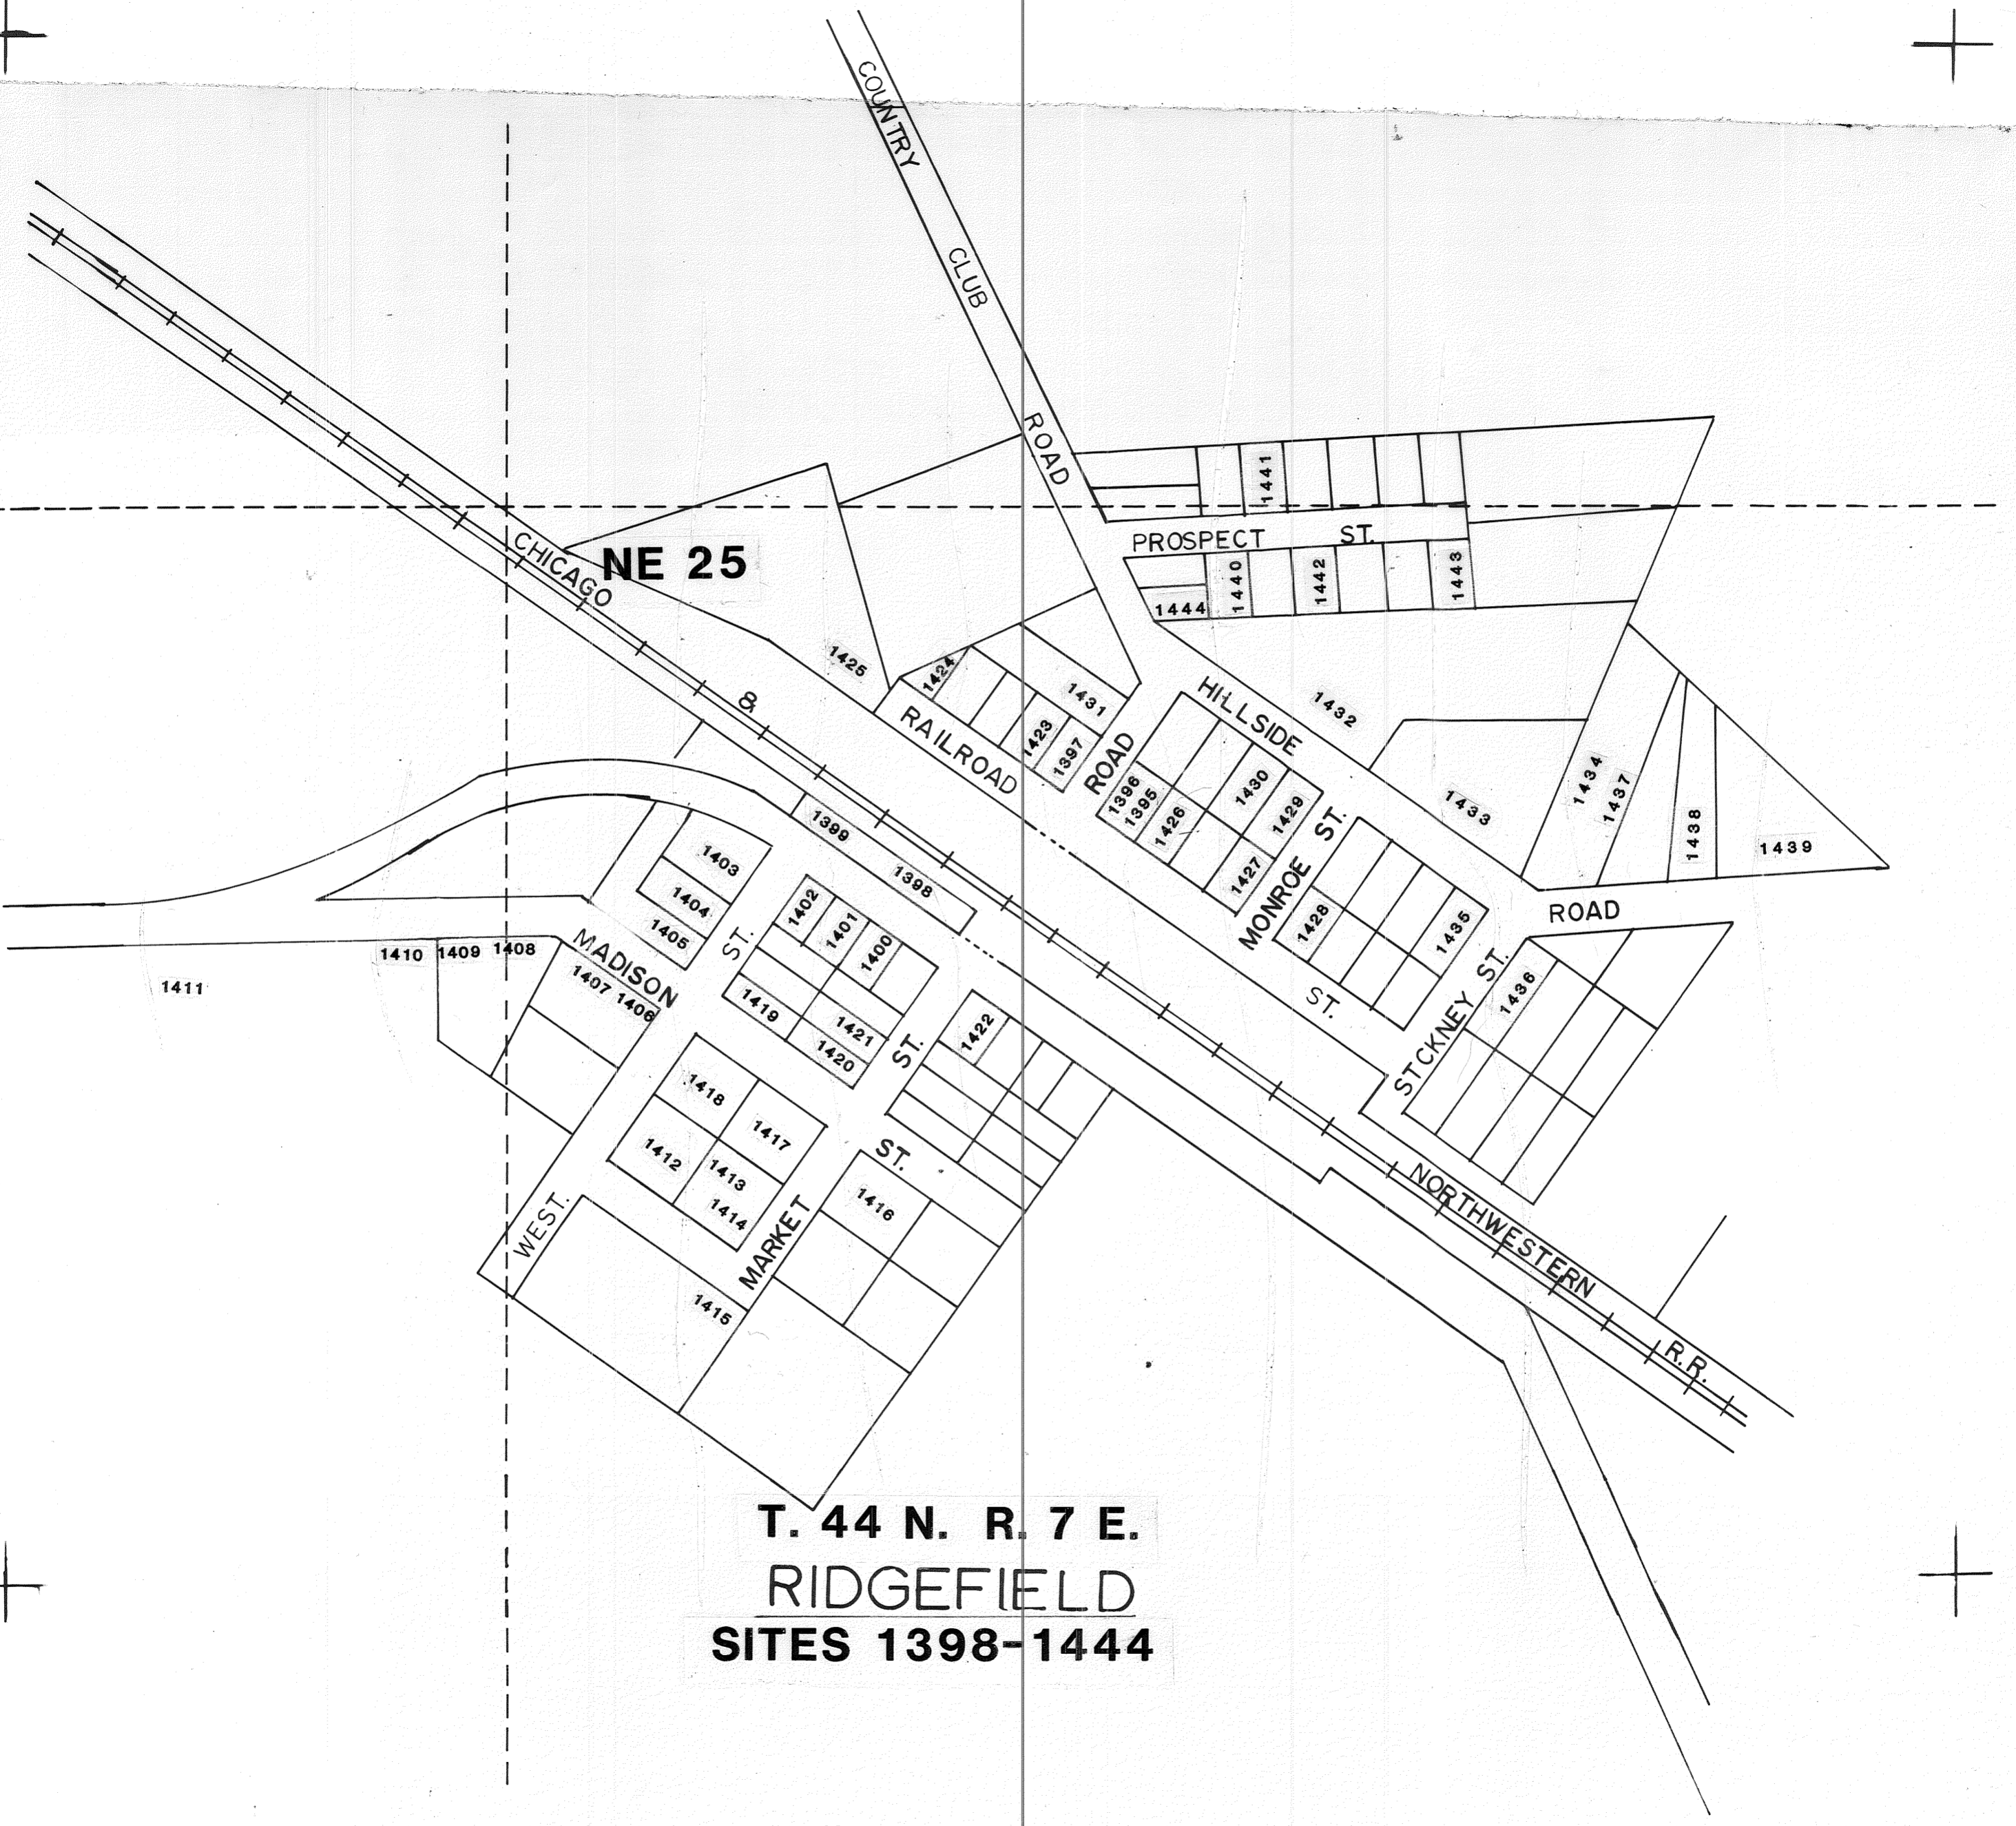 COUNTRY CLUB ROAD
1441
PROSPECT ST.
1440
1442
1443
1444
NE 25
CHICAGO
&
NORTHWESTERN
R.R.
1425
1424
1431
1423
1397
RAILROAD
ST.
ROAD
HILLSIDE
ROAD
1432
1433
1434
1437
1438
1439
1396
1395
1426
1430
1429
1427
MONROE ST.
1428
1435
STCKNEY ST.
1436
1399
1398
1403
1404
1405
1402
1401
1400
ST.
1410
1409
1408
1411
MADISON
ST.
1407
1406
1419
1421
1420
1422
ST.
1418
1417
1412
1413
1414
WEST.
MARKET
1416
1415
T. 44 N. R. 7 E.
RIDGEFIELD
SITES 1398-1444